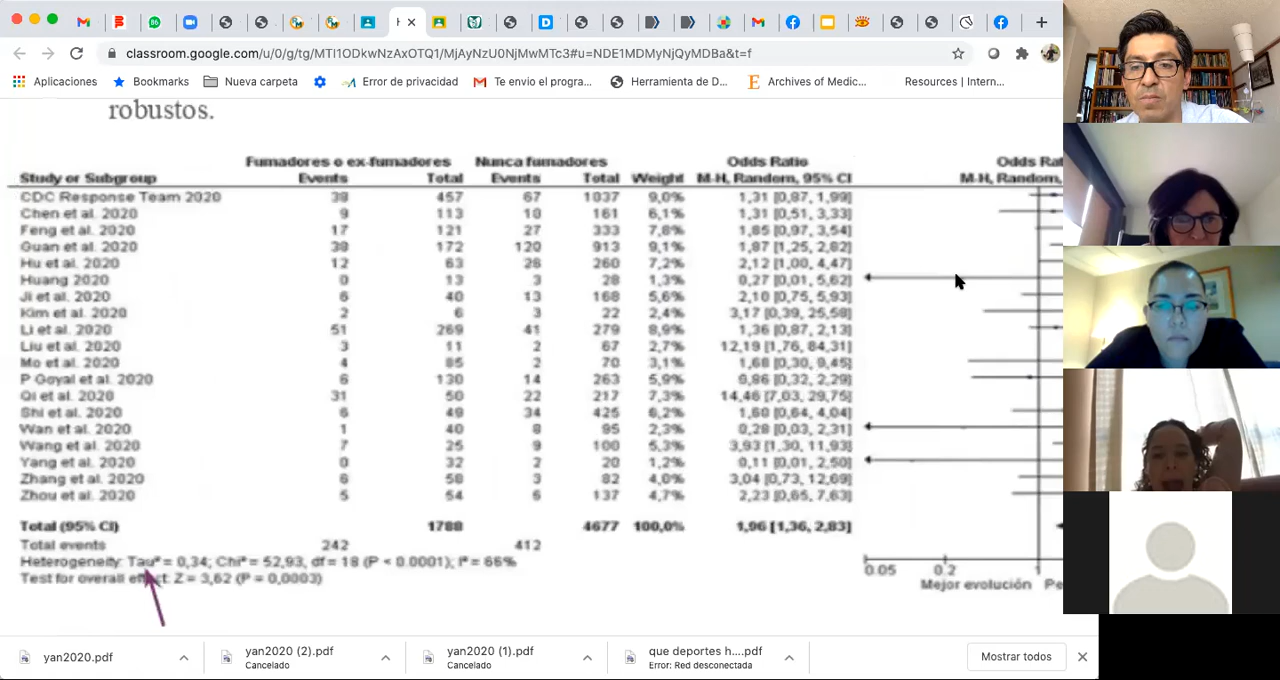 classroom.google.com/u/0/g/tg/MTI1ODkwNzAxOTQ1/MjAyNzU0NjMwMTc3#u=NDE1MDMyNjQyMDBa&t=f
Aplicaciones Bookmarks Nueva carpeta Error de privacidad Te envio el progra... Herramienta de D... Archives of Medic... Resources | Intern...
robustos.
Fumadores o ex-fumadores Nunca fumadores Odds Ratio Odds Rat
Study or Subgroup Events Total Events Total Weight M-H, Random, 95% CI M-H, Random,
CDC Response Team 2020 39 457 67 1037 9,0% 1,31 [0,87, 1,99]
Chen et al. 2020 9 113 10 161 6,1% 1,31 [0,51, 3,33]
Feng et al. 2020 17 121 27 333 7,8% 1,85 [0,97, 3,54]
Guan et al. 2020 39 172 120 913 9,1% 1,87 [1,25, 2,82]
Hu et al. 2020 12 63 26 260 7,2% 2,12 [1,00, 4,47]
Huang 2020 0 13 3 28 1,3% 0,27 [0,01, 5,62]
Ji et al. 2020 6 40 13 168 5,6% 2,10 [0,75, 5,93]
Kim et al. 2020 2 6 3 22 2,4% 3,17 [0,39, 25,58]
Li et al. 2020 51 269 41 279 8,9% 1,36 [0,87, 2,13]
Liu et al. 2020 3 11 2 67 2,7% 12,19 [1,76, 84,31]
Mo et al. 2020 4 85 2 70 3,1% 1,68 [0,30, 9,45]
P Goyal et al. 2020 6 130 14 263 5,9% 0,86 [0,32, 2,29]
Qi et al. 2020 31 50 22 217 7,3% 14,46 [7,03, 29,75]
Shi et al. 2020 6 49 34 425 6,2% 1,60 [0,64, 4,04]
Wan et al. 2020 1 40 8 95 2,3% 0,28 [0,03, 2,31]
Wang et al. 2020 7 25 9 100 5,3% 3,93 [1,30, 11,93]
Yang et al. 2020 0 32 2 20 1,2% 0,11 [0,01, 2,50]
Zhang et al. 2020 6 58 3 82 4,0% 3,04 [0,73, 12,69]
Zhou et al. 2020 5 54 6 137 4,7% 2,23 [0,65, 7,63]
Total (95% CI) 1788 4677 100,0% 1,96 [1,36, 2,83]
Total events 242 412
Heterogeneity: Tau² = 0,34; Chi² = 52,93, df = 18 (P < 0.0001); I² = 66%
Test for overall effect: Z = 3,62 (P = 0,0003)
0.05 0.2 1
Mejor evolución Pe
yan2020.pdf
yan2020 (2).pdf
Cancelado
yan2020 (1).pdf
Cancelado
que deportes h....pdf
Error: Red desconectada
Mostrar todos